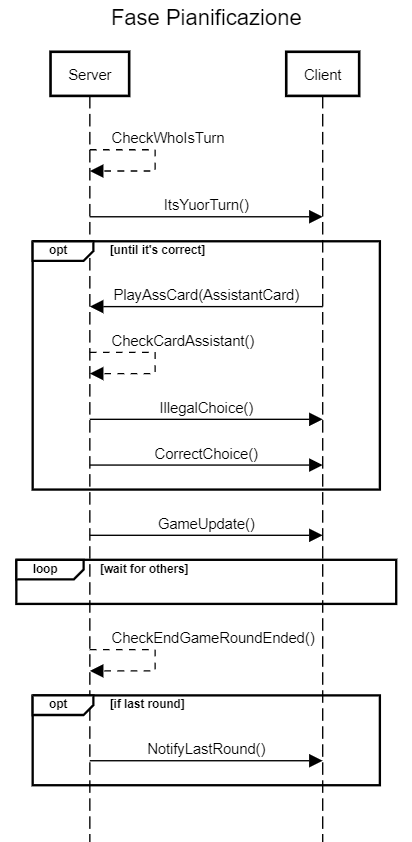 Fase Pianificazione
Server
Client
CheckWhoIsTurn
ItsYuorTurn()
opt
[until it's correct]
PlayAssCard(AssistantCard)
CheckCardAssistant()
IllegalChoice()
CorrectChoice()
GameUpdate()
loop
[wait for others]
CheckEndGameRoundEnded()
opt
[if last round]
NotifyLastRound()